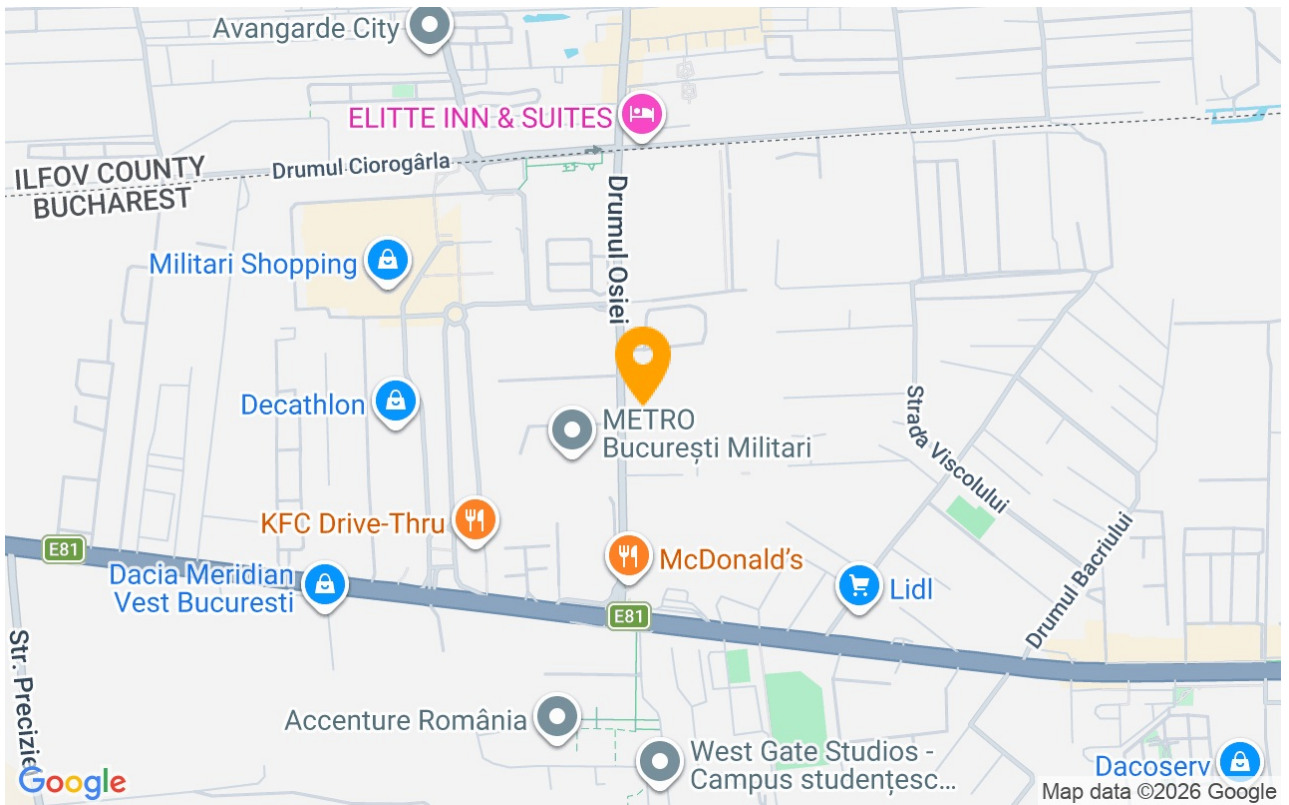 Avangarde City
ELITTE INN & SUITES
ILFOV COUNTY
BUCHAREST
Drumul Ciorogârla
Drumul Osiei
Militari Shopping
Decathlon
METRO
București Militari
Strada Viscolului
KFC Drive-Thru
E81
Dacia Meridian
Vest Bucuresti
McDonald's
Lidl
Drumul Bacriului
E81
Str. Preciziei
Accenture România
West Gate Studios -
Campus studențesc...
Dacoserv
Google
Map data ©2026 Google